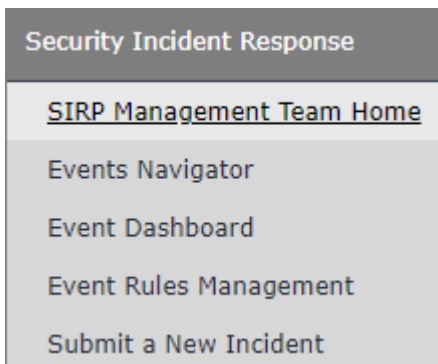 Security Incident Response
SIRP Management Team Home
Events Navigator
Event Dashboard
Event Rules Management
Submit a New Incident